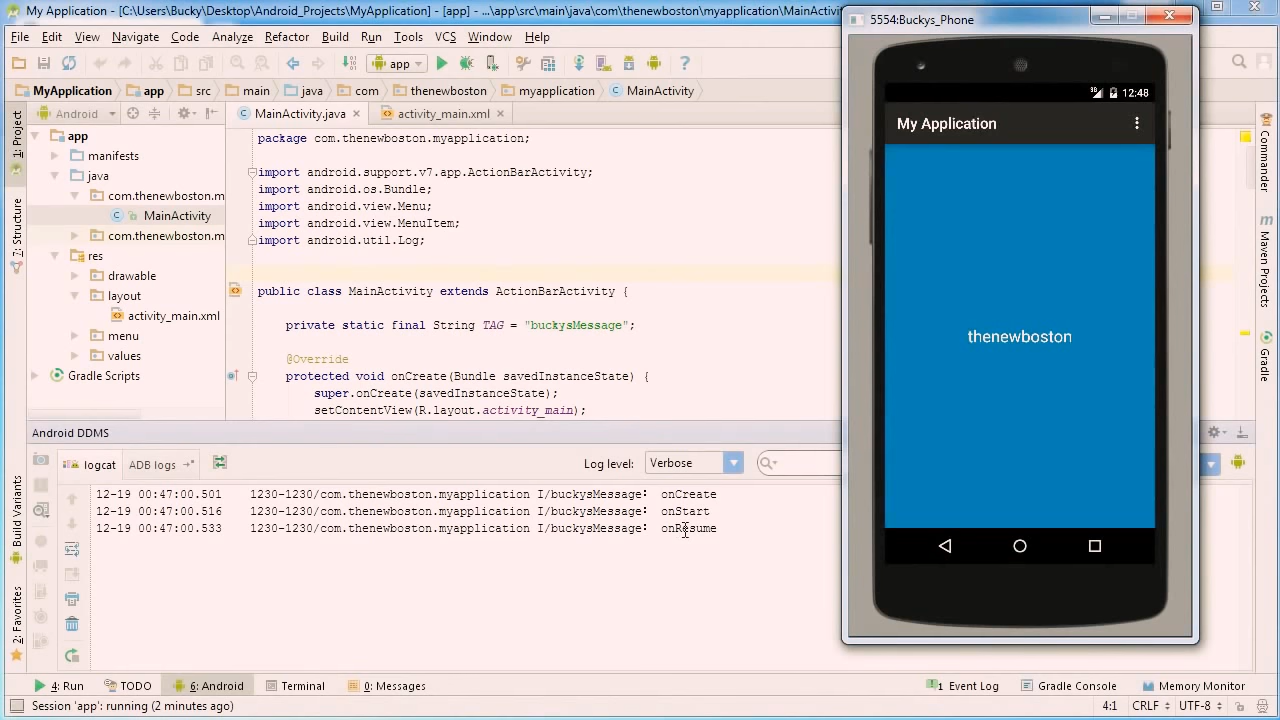 My Application - [C:\Users\Bucky\Desktop\Android_Projects\MyApplication] - [app] - ...\app\src\main\java\com\thenewboston\myapplication\MainActivity
5554:Buckys_Phone
File Edit View Navigate Code Analyze Refactor Build Run Tools VCS Window Help
app
MyApplication app src main java com thenewboston myapplication MainActivity
Android
MainActivity.java
activity_main.xml
1: Project
7: Structure
Build Variants
2: Favorites
app
manifests
java
com.thenewboston.m
MainActivity
com.thenewboston.m
res
drawable
layout
activity_main.xml
menu
values
Gradle Scripts
package com.thenewboston.myapplication;
import android.support.v7.app.ActionBarActivity;
import android.os.Bundle;
import android.view.Menu;
import android.view.MenuItem;
import android.util.Log;
public class MainActivity extends ActionBarActivity {
private static final String TAG = "buckysMessage";
@Override
protected void onCreate(Bundle savedInstanceState) {
super.onCreate(savedInstanceState);
setContentView(R.layout.activity_main);
12:48
My Application
thenewboston
Commander
Maven Projects
Gradle
Android DDMS
logcat
ADB logs
Log level: Verbose
12-19 00:47:00.501 1230-1230/com.thenewboston.myapplication I/buckysMessage: onCreate
12-19 00:47:00.516 1230-1230/com.thenewboston.myapplication I/buckysMessage: onStart
12-19 00:47:00.533 1230-1230/com.thenewboston.myapplication I/buckysMessage: onResume
4: Run TODO 6: Android Terminal 0: Messages 1 Event Log Gradle Console Memory Monitor
Session 'app': running (2 minutes ago) 4:1 CRLF UTF-8